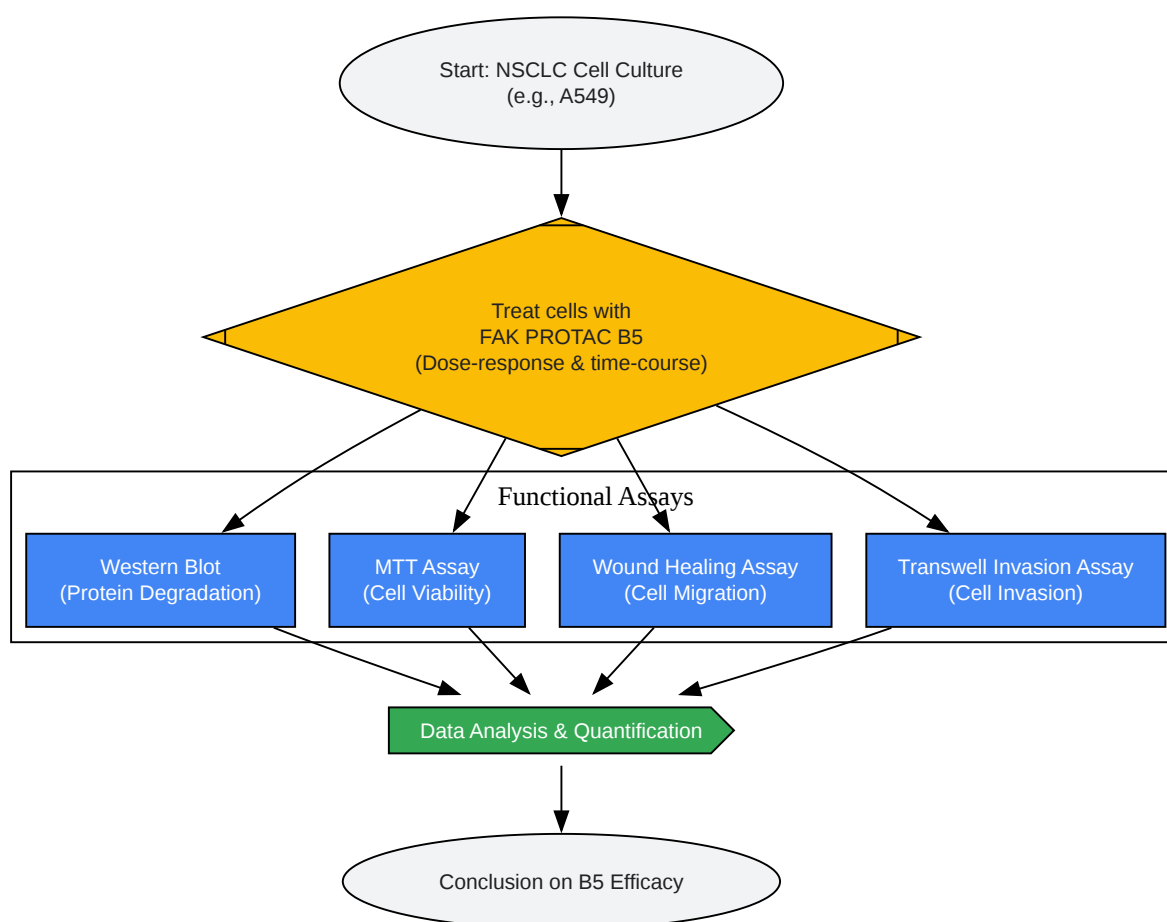 Start: NSCLC Cell Culture
(e.g., A549)
Treat cells with
FAK PROTAC B5
(Dose-response & time-course)
Functional Assays
Western Blot
(Protein Degradation)
MTT Assay
(Cell Viability)
Wound Healing Assay
(Cell Migration)
Transwell Invasion Assay
(Cell Invasion)
Data Analysis & Quantification
Conclusion on B5 Efficacy